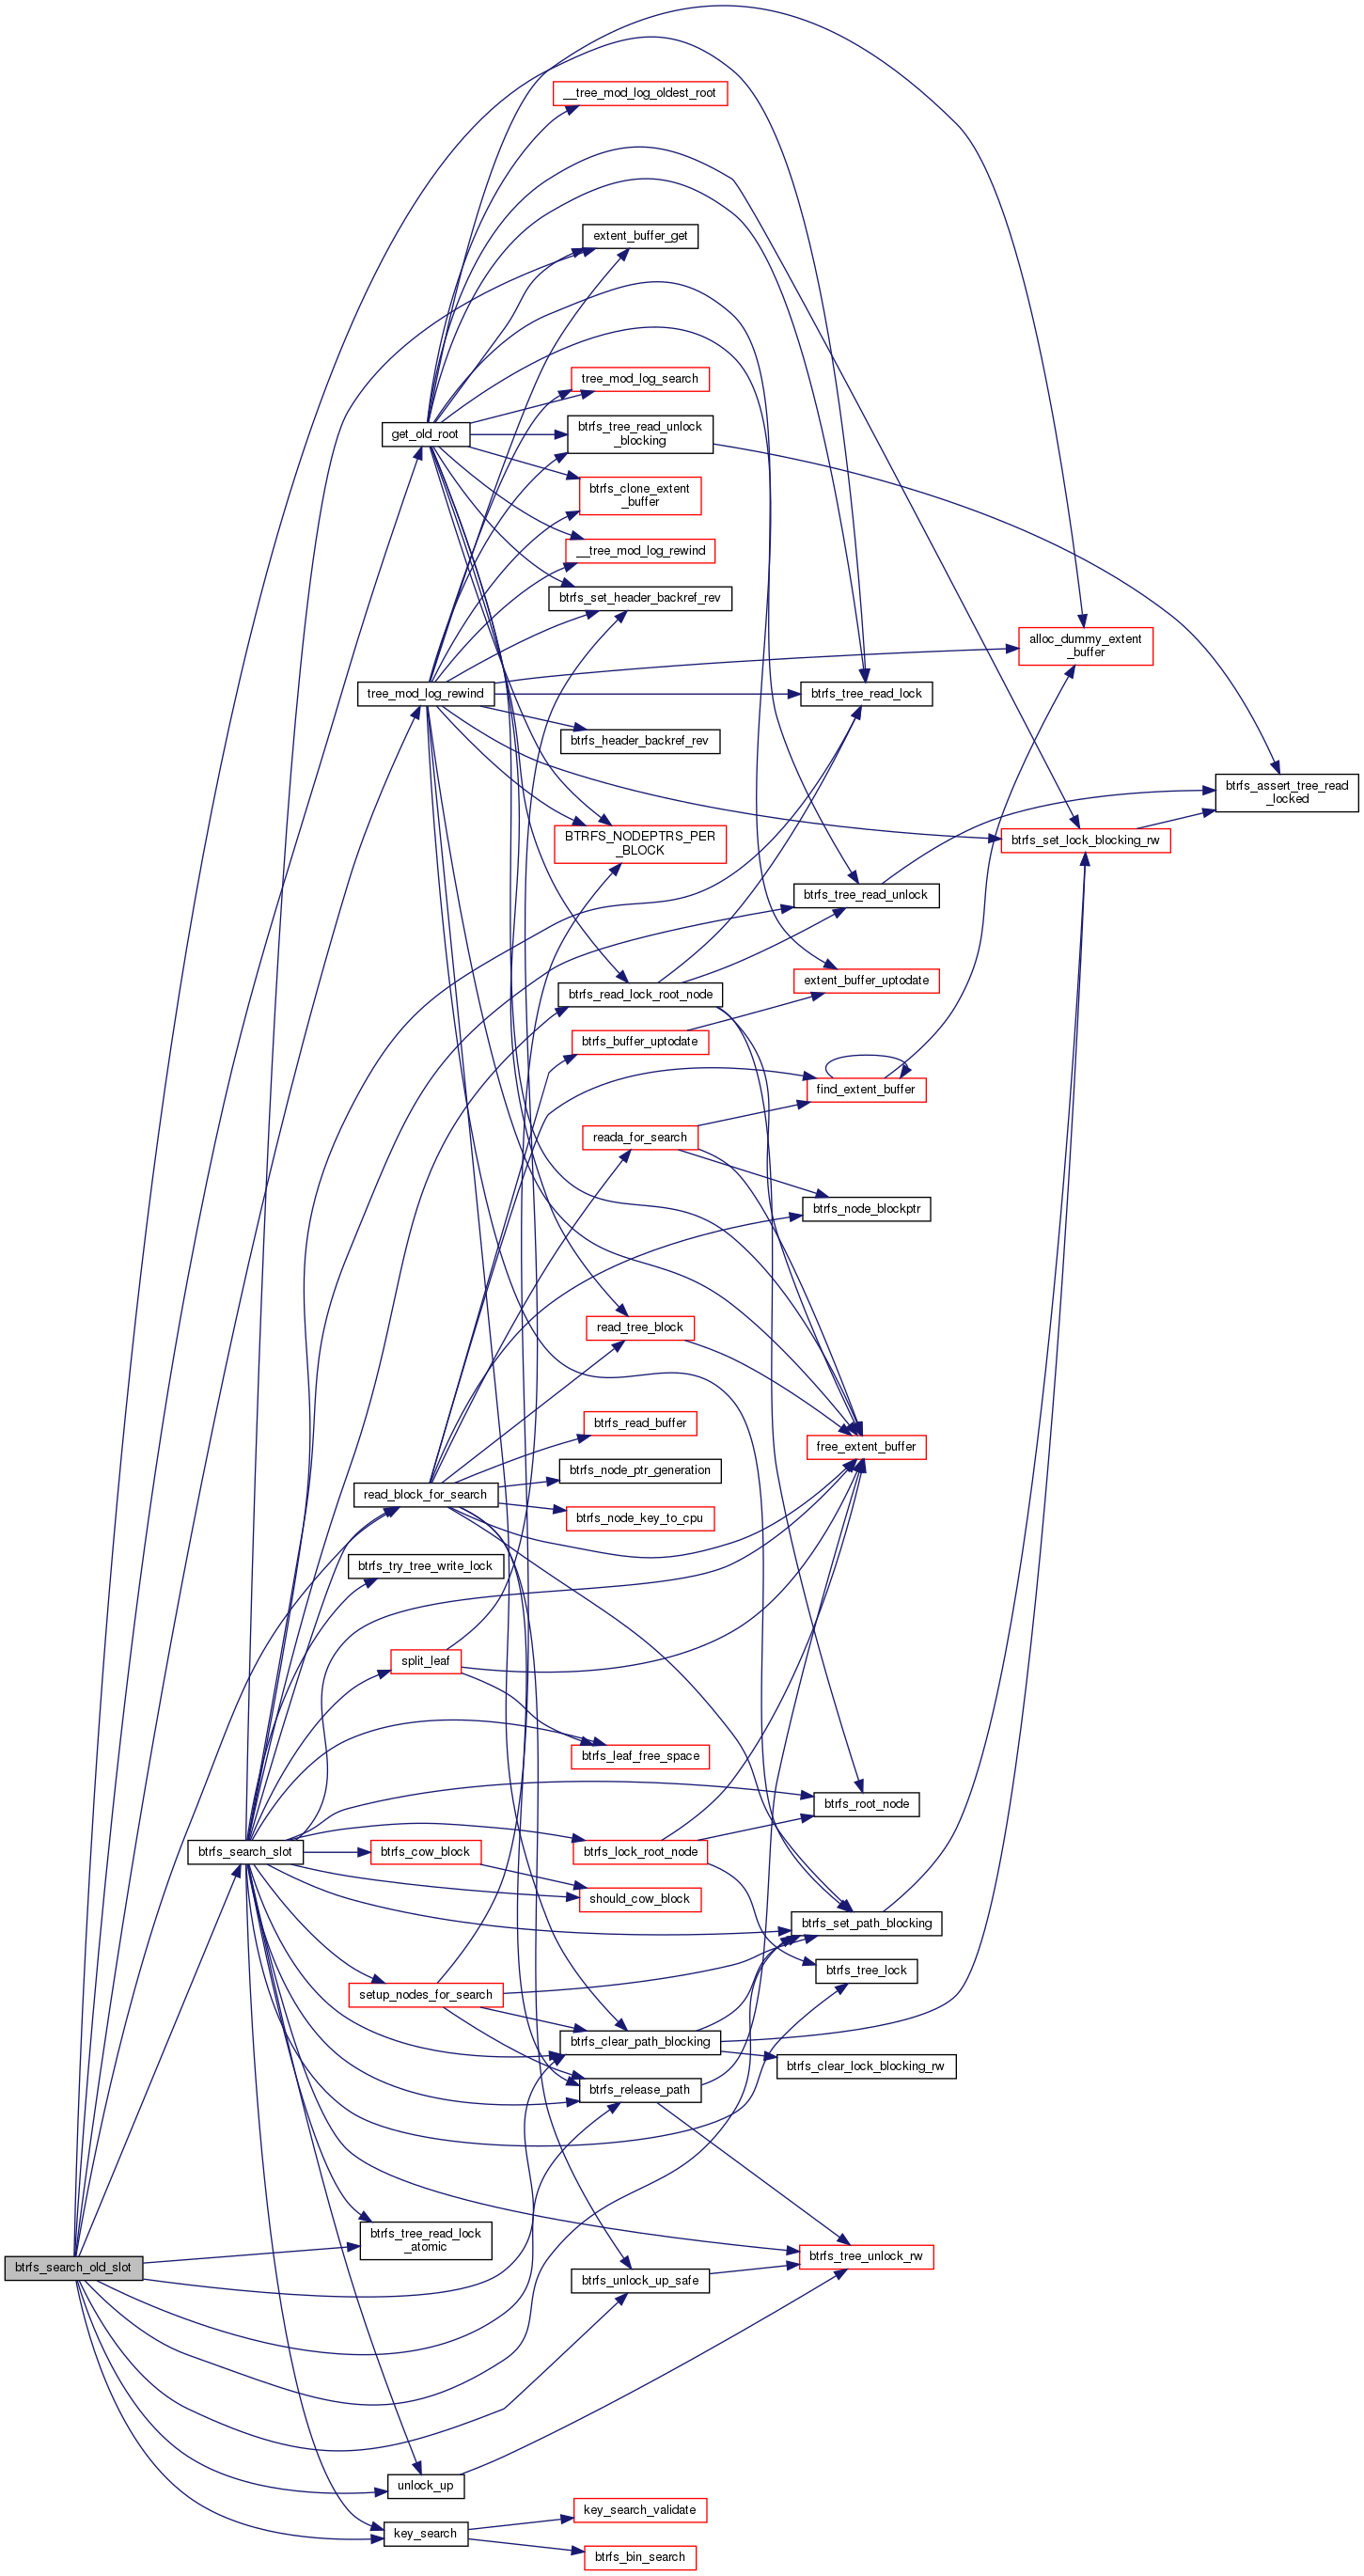 __tree_mod_log_oldest_root
extent_buffer_get
tree_mod_log_search
btrfs_tree_read_unlock
_blocking
get_old_root
btrfs_clone_extent
_buffer
__tree_mod_log_rewind
btrfs_set_header_backref_rev
alloc_dummy_extent
_buffer
tree_mod_log_rewind
btrfs_tree_read_lock
btrfs_header_backref_rev
btrfs_assert_tree_read
_locked
BTRFS_NODEPTRS_PER
_BLOCK
btrfs_set_lock_blocking_rw
btrfs_tree_read_unlock
extent_buffer_uptodate
btrfs_read_lock_root_node
btrfs_buffer_uptodate
find_extent_buffer
reada_for_search
btrfs_node_blockptr
read_tree_block
btrfs_read_buffer
free_extent_buffer
btrfs_node_ptr_generation
read_block_for_search
btrfs_node_key_to_cpu
btrfs_try_tree_write_lock
split_leaf
btrfs_leaf_free_space
btrfs_root_node
btrfs_search_slot
btrfs_cow_block
btrfs_lock_root_node
should_cow_block
btrfs_set_path_blocking
btrfs_tree_lock
setup_nodes_for_search
btrfs_clear_path_blocking
btrfs_clear_lock_blocking_rw
btrfs_release_path
btrfs_tree_read_lock
_atomic
btrfs_tree_unlock_rw
btrfs_search_old_slot
btrfs_unlock_up_safe
unlock_up
key_search_validate
key_search
btrfs_bin_search